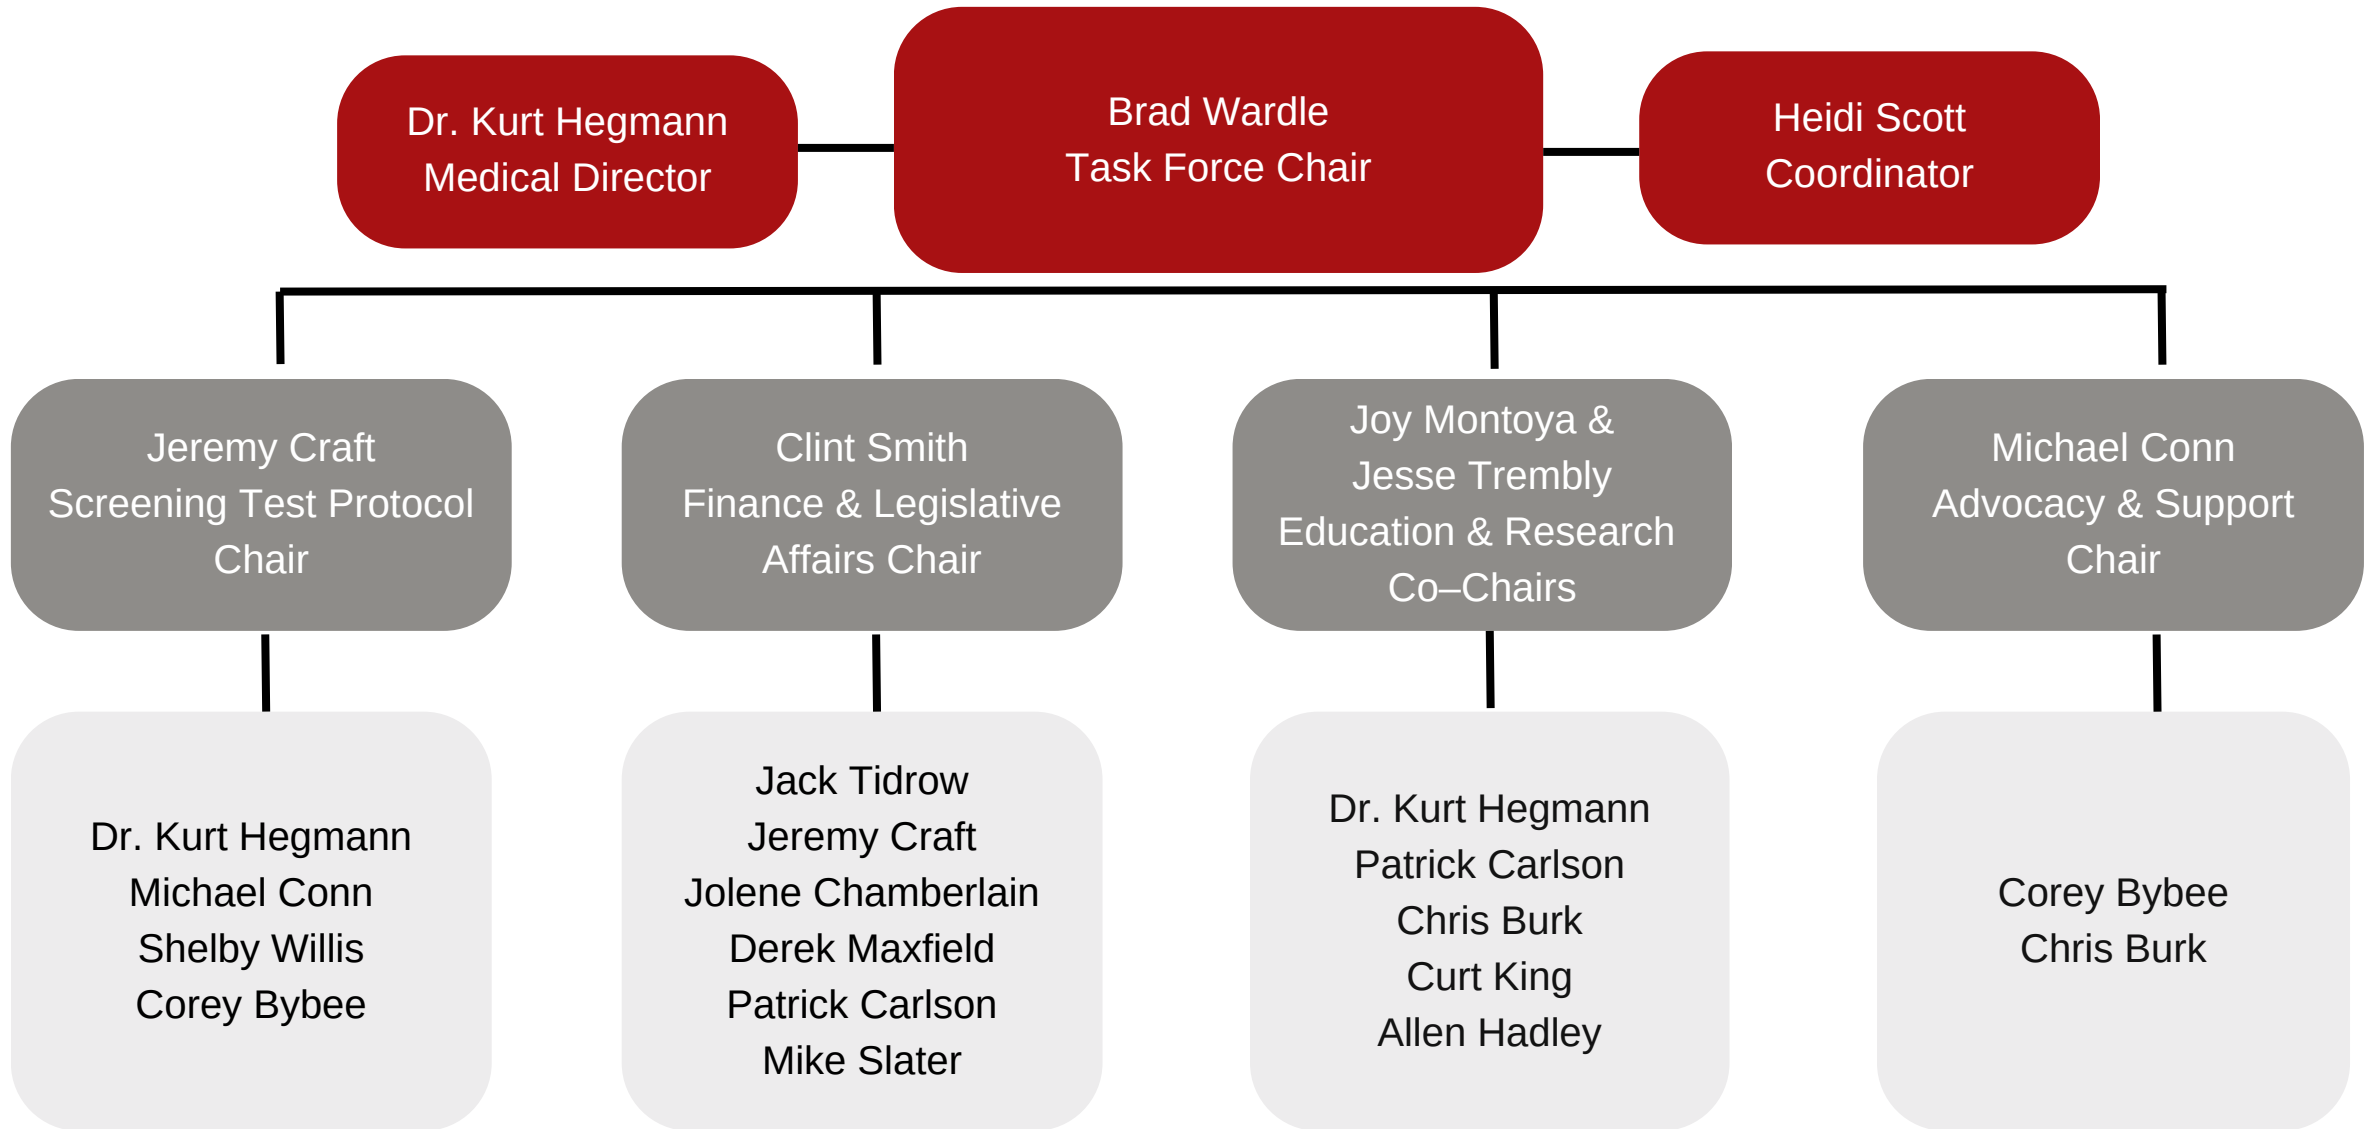 Dr. Kurt Hegmann
Medical Director
Brad Wardle
Task Force Chair
Heidi Scott
Coordinator
Jeremy Craft
Screening Test Protocol
Chair
Clint Smith
Finance & Legislative
Affairs Chair
Joy Montoya &
Jesse Trembly
Education & Research
Co–Chairs
Michael Conn
Advocacy & Support
Chair
Dr. Kurt Hegmann
Michael Conn
Shelby Willis
Corey Bybee
Jack Tidrow
Jeremy Craft
Jolene Chamberlain
Derek Maxfield
Patrick Carlson
Mike Slater
Dr. Kurt Hegmann
Patrick Carlson
Chris Burk
Curt King
Allen Hadley
Corey Bybee
Chris Burk